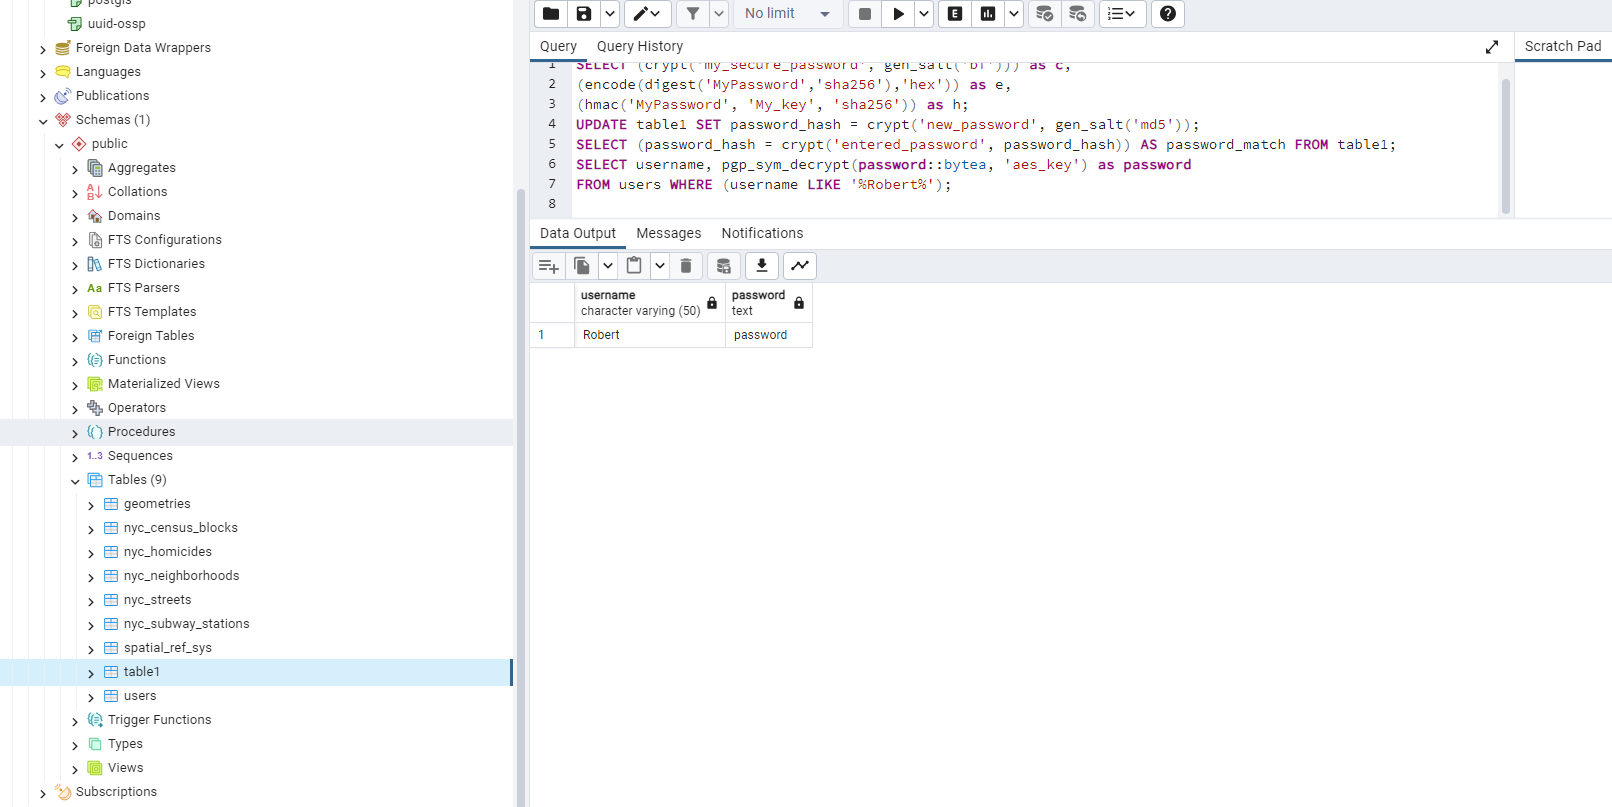 postgis
uuid-ossp
Foreign Data Wrappers
Languages
Publications
Schemas (1)
public
Aggregates
Collations
Domains
FTS Configurations
FTS Dictionaries
Aa FTS Parsers
FTS Templates
Foreign Tables
Functions
Materialized Views
Operators
Procedures
1..3 Sequences
Tables (9)
geometries
nyc_census_blocks
nyc_homicides
nyc_neighborhoods
nyc_streets
nyc_subway_stations
spatial_ref_sys
table1
users
Trigger Functions
Types
Views
Subscriptions
No limit
E
Query Query History
Scratch Pad
1 SELECT (crypt('my_secure_password', gen_salt('bf'))) as c,
2 (encode(digest('MyPassword','sha256'),'hex')) as e,
3 (hmac('MyPassword', 'My_key', 'sha256')) as h;
4 UPDATE table1 SET password_hash = crypt('new_password', gen_salt('md5'));
5 SELECT (password_hash = crypt('entered_password', password_hash)) AS password_match FROM table1;
6 SELECT username, pgp_sym_decrypt(password::bytea, 'aes_key') as password
7 FROM users WHERE (username LIKE '%Robert%');
8
Data Output Messages Notifications
username password
character varying (50) text
1 Robert password